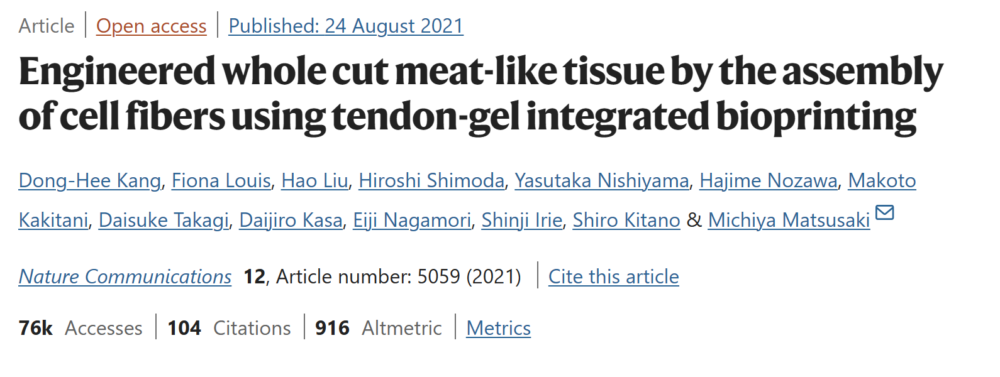 Article | Open access | Published: 24 August 2021
Engineered whole cut meat-like tissue by the assembly
of cell fibers using tendon-gel integrated bioprinting
Dong-Hee Kang, Fiona Louis, Hao Liu, Hiroshi Shimoda, Yasutaka Nishiyama, Hajime Nozawa, Makoto
Kakitani, Daisuke Takagi, Daijiro Kasa, Eiji Nagamori, Shinji Irie, Shiro Kitano & Michiya Matsusaki
Nature Communications 12, Article number: 5059 (2021) | Cite this article
76k Accesses | 104 Citations | 916 Altmetric | Metrics